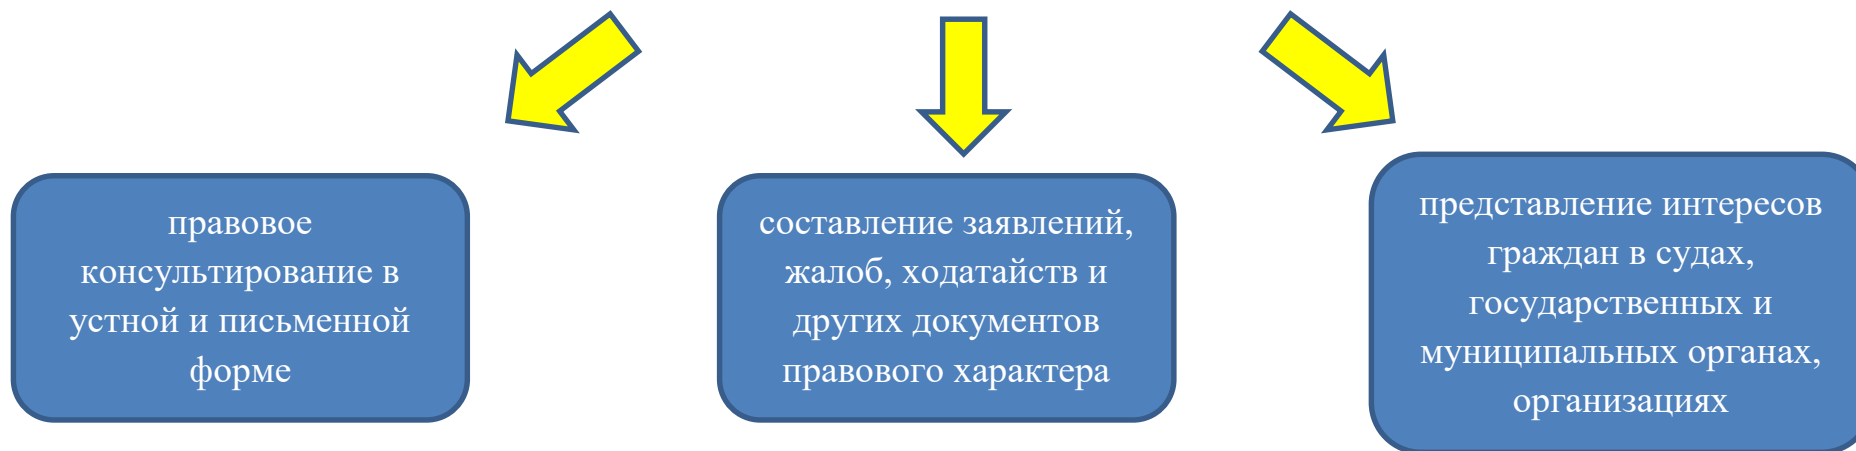 правовое
консультирование в
устной и письменной
форме
составление заявлений,
жалоб, ходатайств и
других документов
правового характера
представление интересов
граждан в судах,
государственных и
муниципальных органах,
организациях